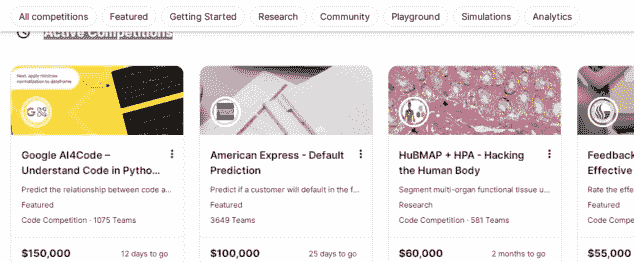 All competitions Featured Getting Started Research Community Playground Simulations Analytics
Active Competitions
Google AI4Code –
Understand Code in Pytho...
Predict the relationship between code a...
Featured
Code Competition · 1075 Teams
$150,000 12 days to go
American Express - Default
Prediction
Predict if a customer will default in the f...
Featured
3649 Teams
$100,000 25 days to go
HuBMAP + HPA - Hacking
the Human Body
Segment multi-organ functional tissue u...
Research
Code Competition · 581 Teams
$60,000 2 months to go
Feedback
Effective
Rate the effe
Featured
Code Compe
$55,000